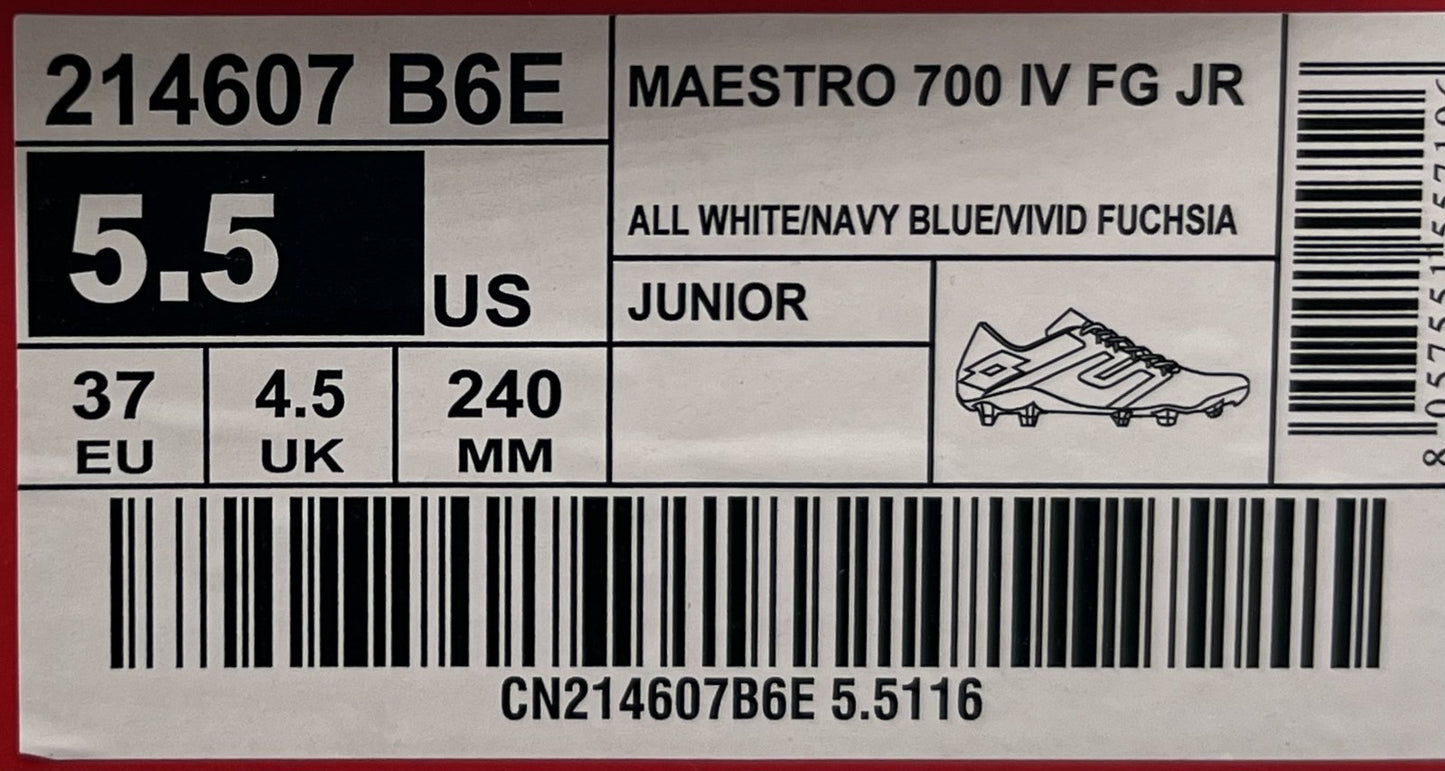 214607 B6E
MAESTRO 700 IV FG JR
ALL WHITE/NAVY BLUE/VIVID FUCHSIA
5.5 US
JUNIOR
37 EU
4.5 UK
240 MM
CN214607B6E 5.5116